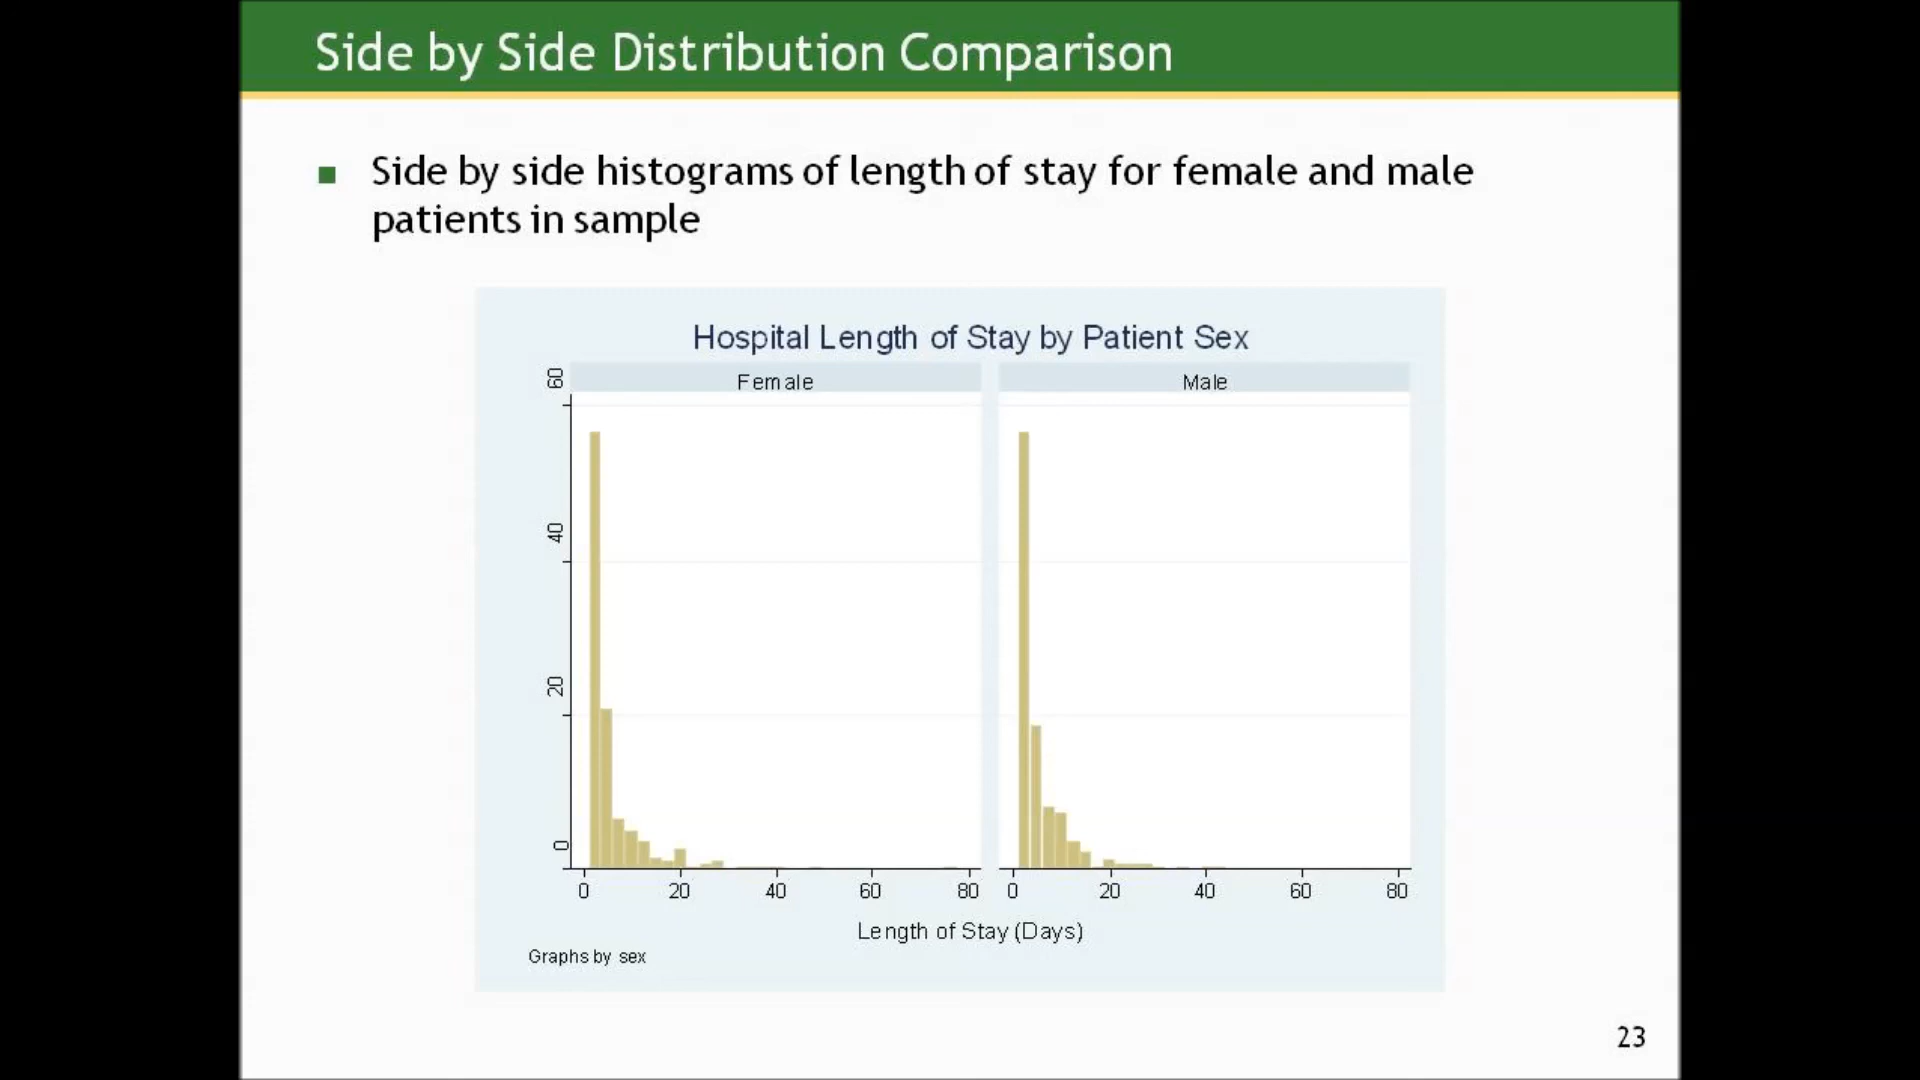 Side by Side Distribution Comparison
Side by side histograms of length of stay for female and male
patients in sample
Hospital Length of Stay by Patient Sex
Female
Male
60
40
20
0
0 20 40 60 80
0 20 40 60 80
Length of Stay (Days)
Graphs by sex
23